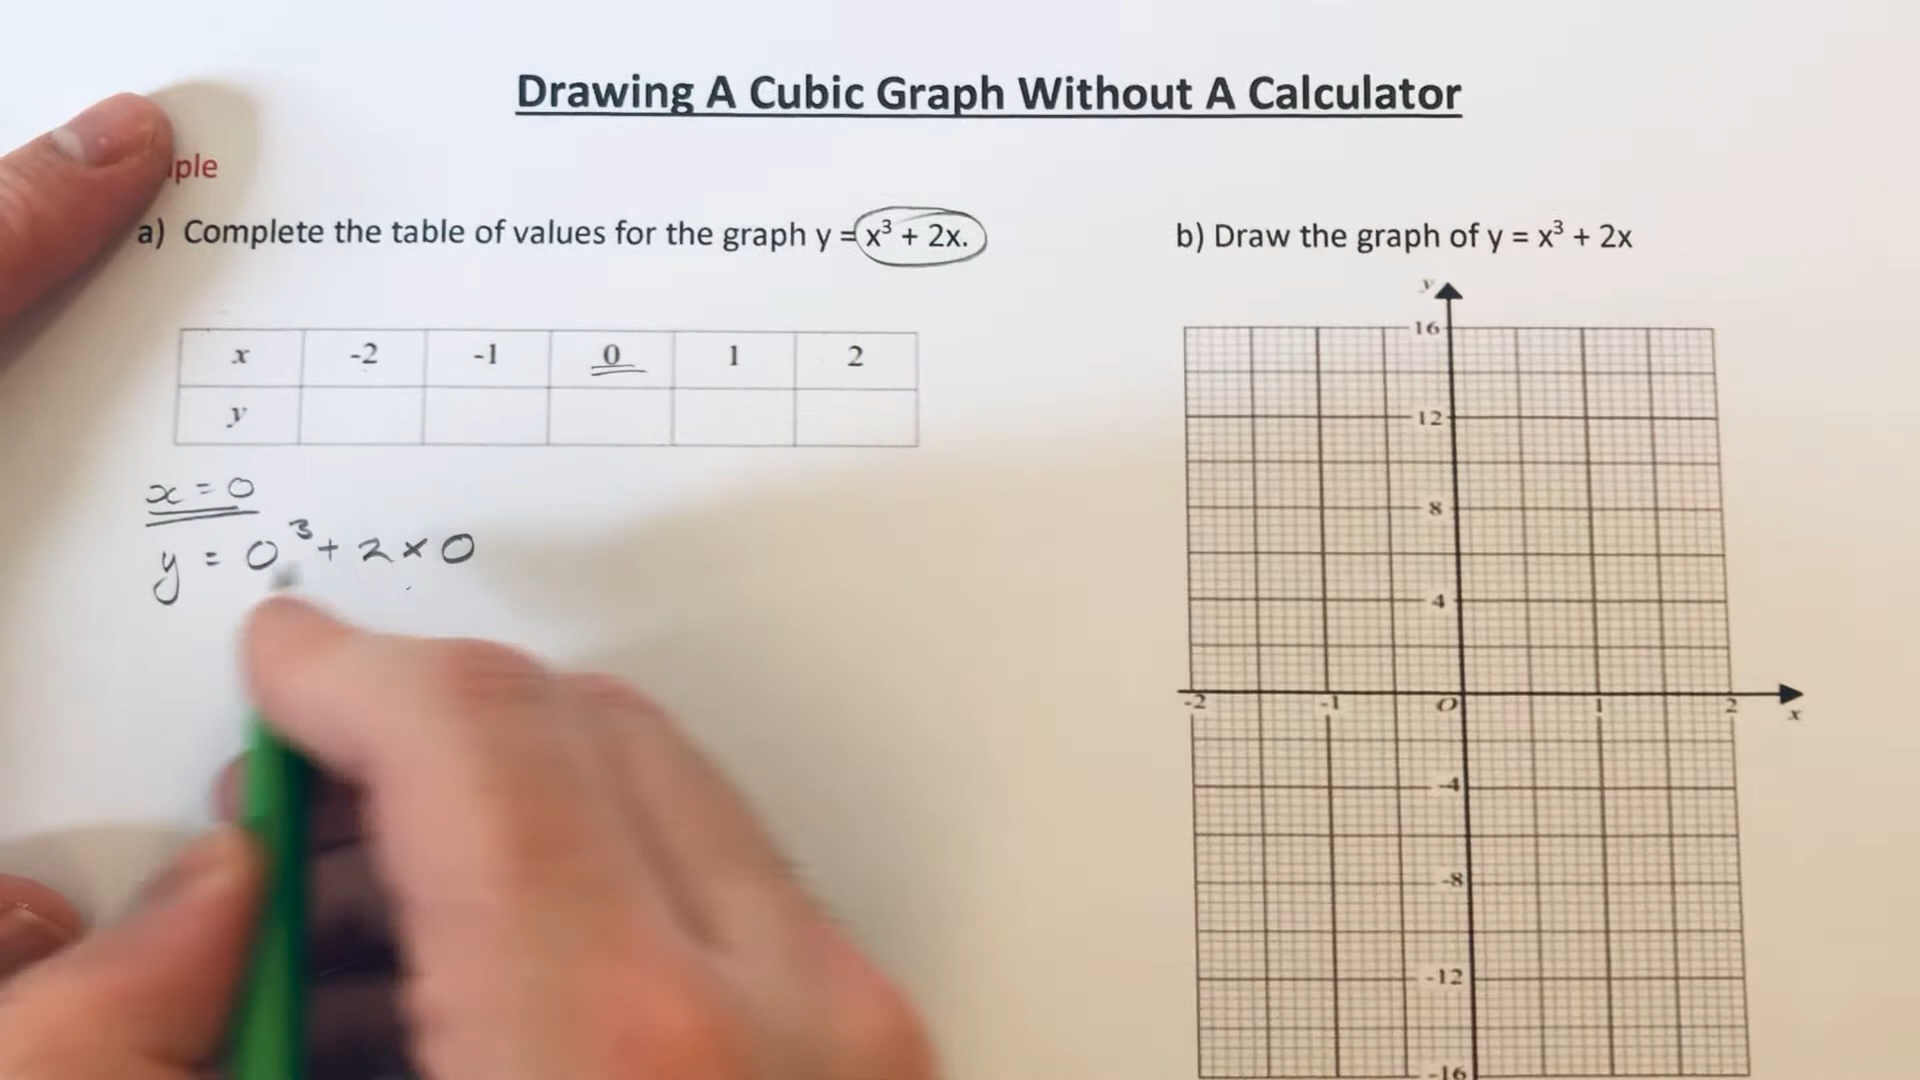 Drawing A Cubic Graph Without A Calculator
a) Complete the table of values for the graph y = x³ + 2x.
x -2 -1 0 1 2
y
x = 0
y = 0³ + 2 × 0
b) Draw the graph of y = x³ + 2x
y
16
12
8
4
-2 -1 O 1 2 x
-4
-8
-12
-16